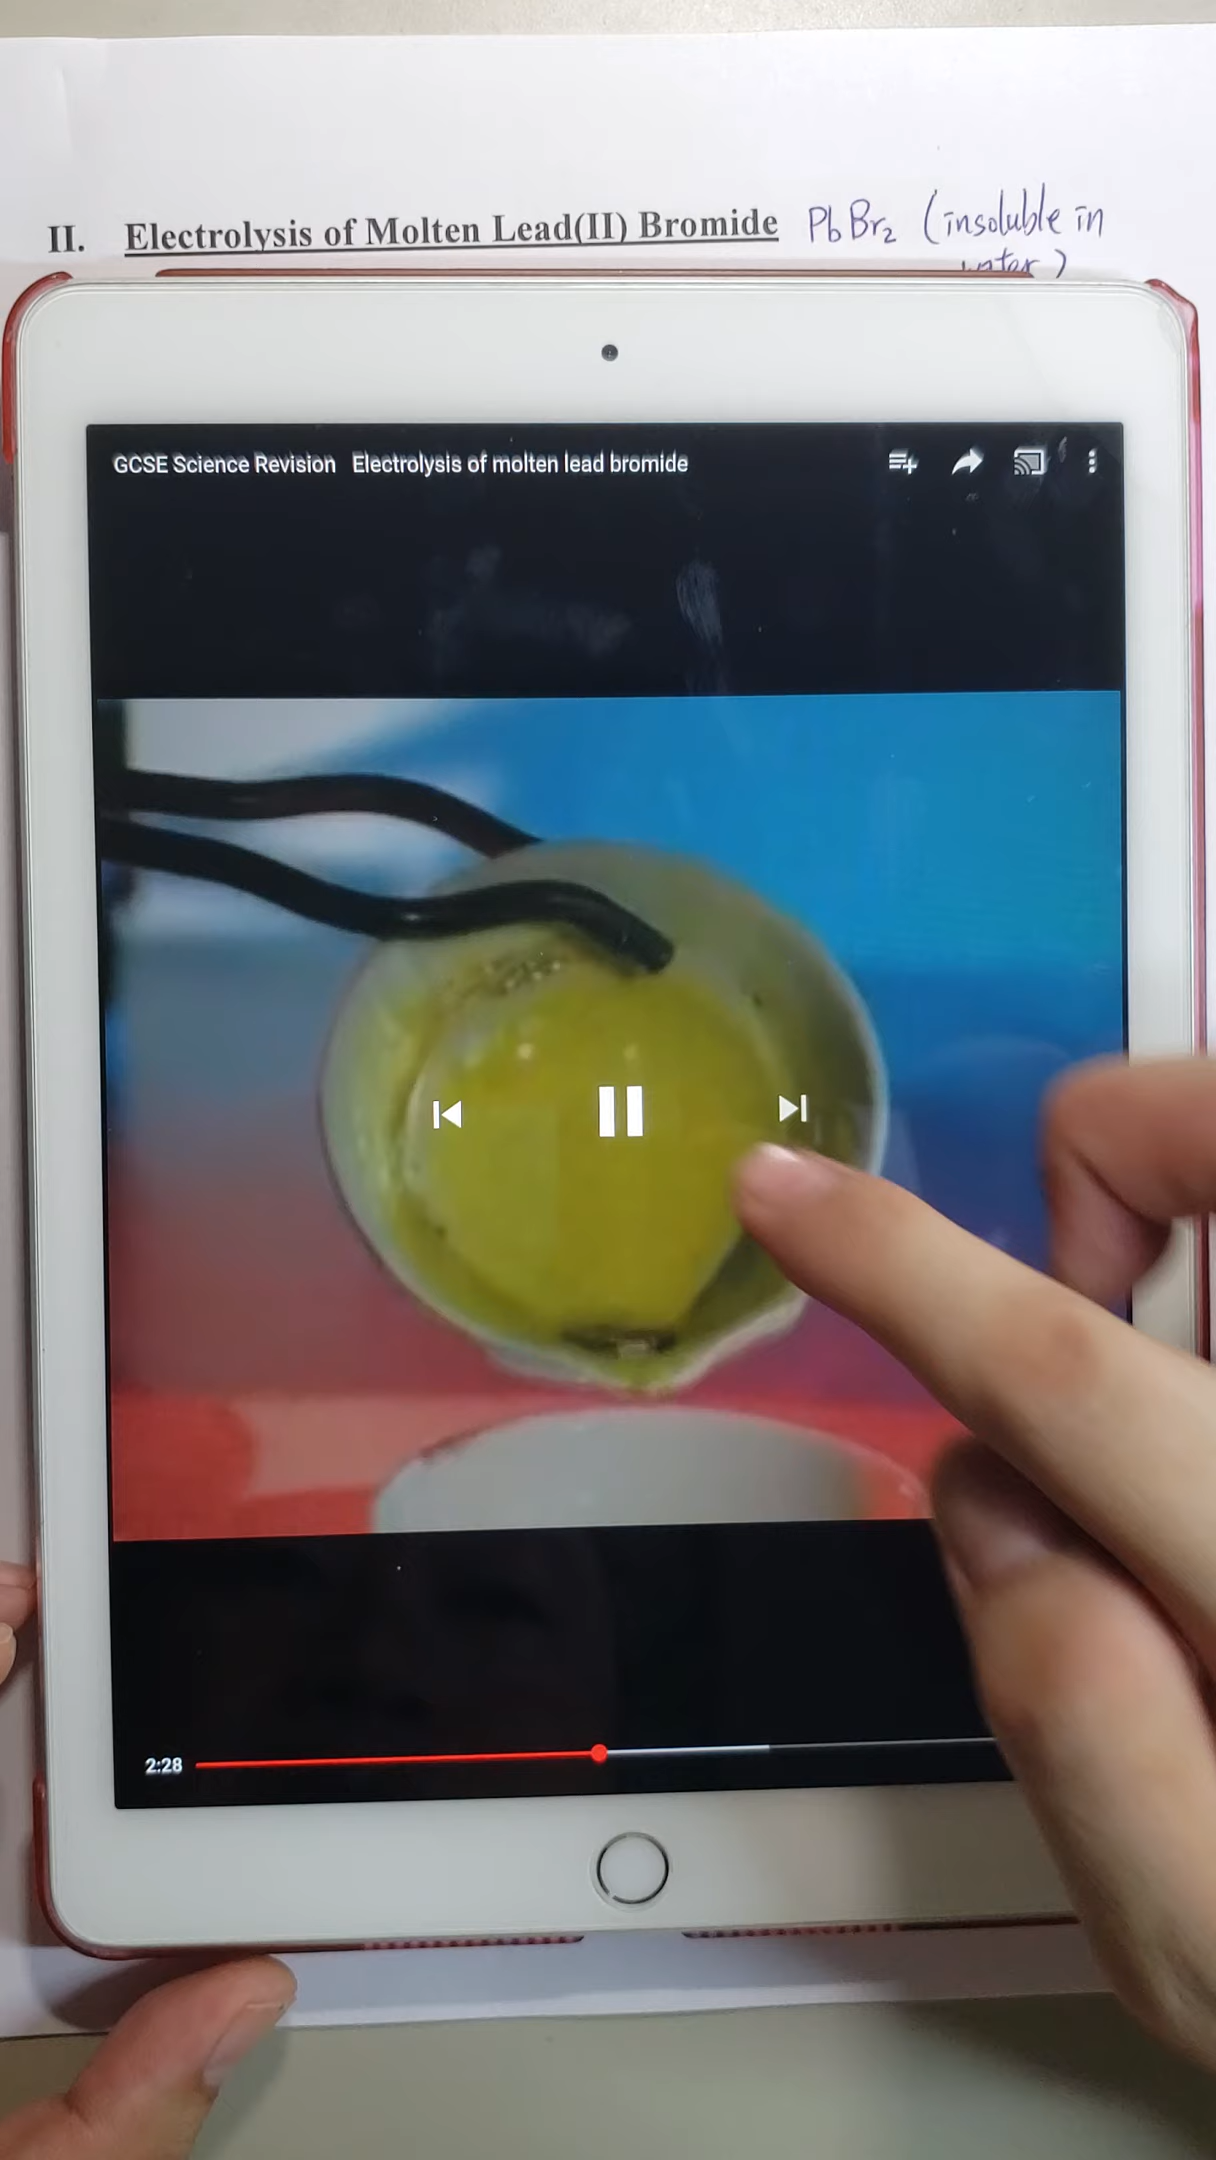 II. Electrolysis of Molten Lead(II) Bromide PbBr₂ (insoluble in
water)
GCSE Science Revision Electrolysis of molten lead bromide
2:28